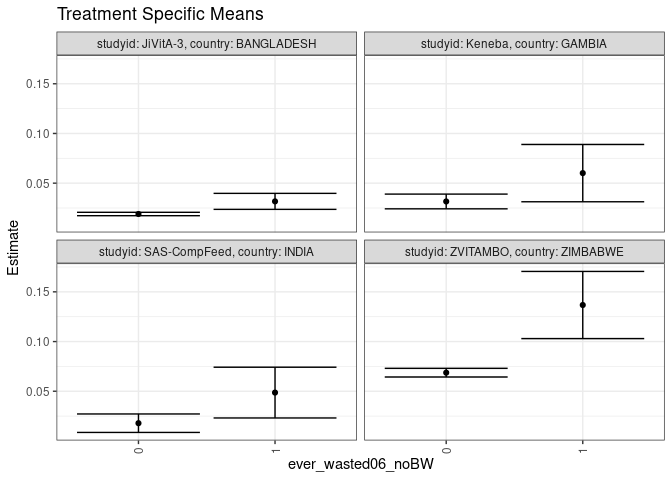 Treatment Specific Means
studyid: JiVitA-3, country: BANGLADESH
studyid: Keneba, country: GAMBIA
0.15
0.10
0.05
studyid: SAS-CompFeed, country: INDIA
studyid: ZVITAMBO, country: ZIMBABWE
0.15
0.10
0.05
Estimate
0
1
0
1
ever_wasted06_noBW